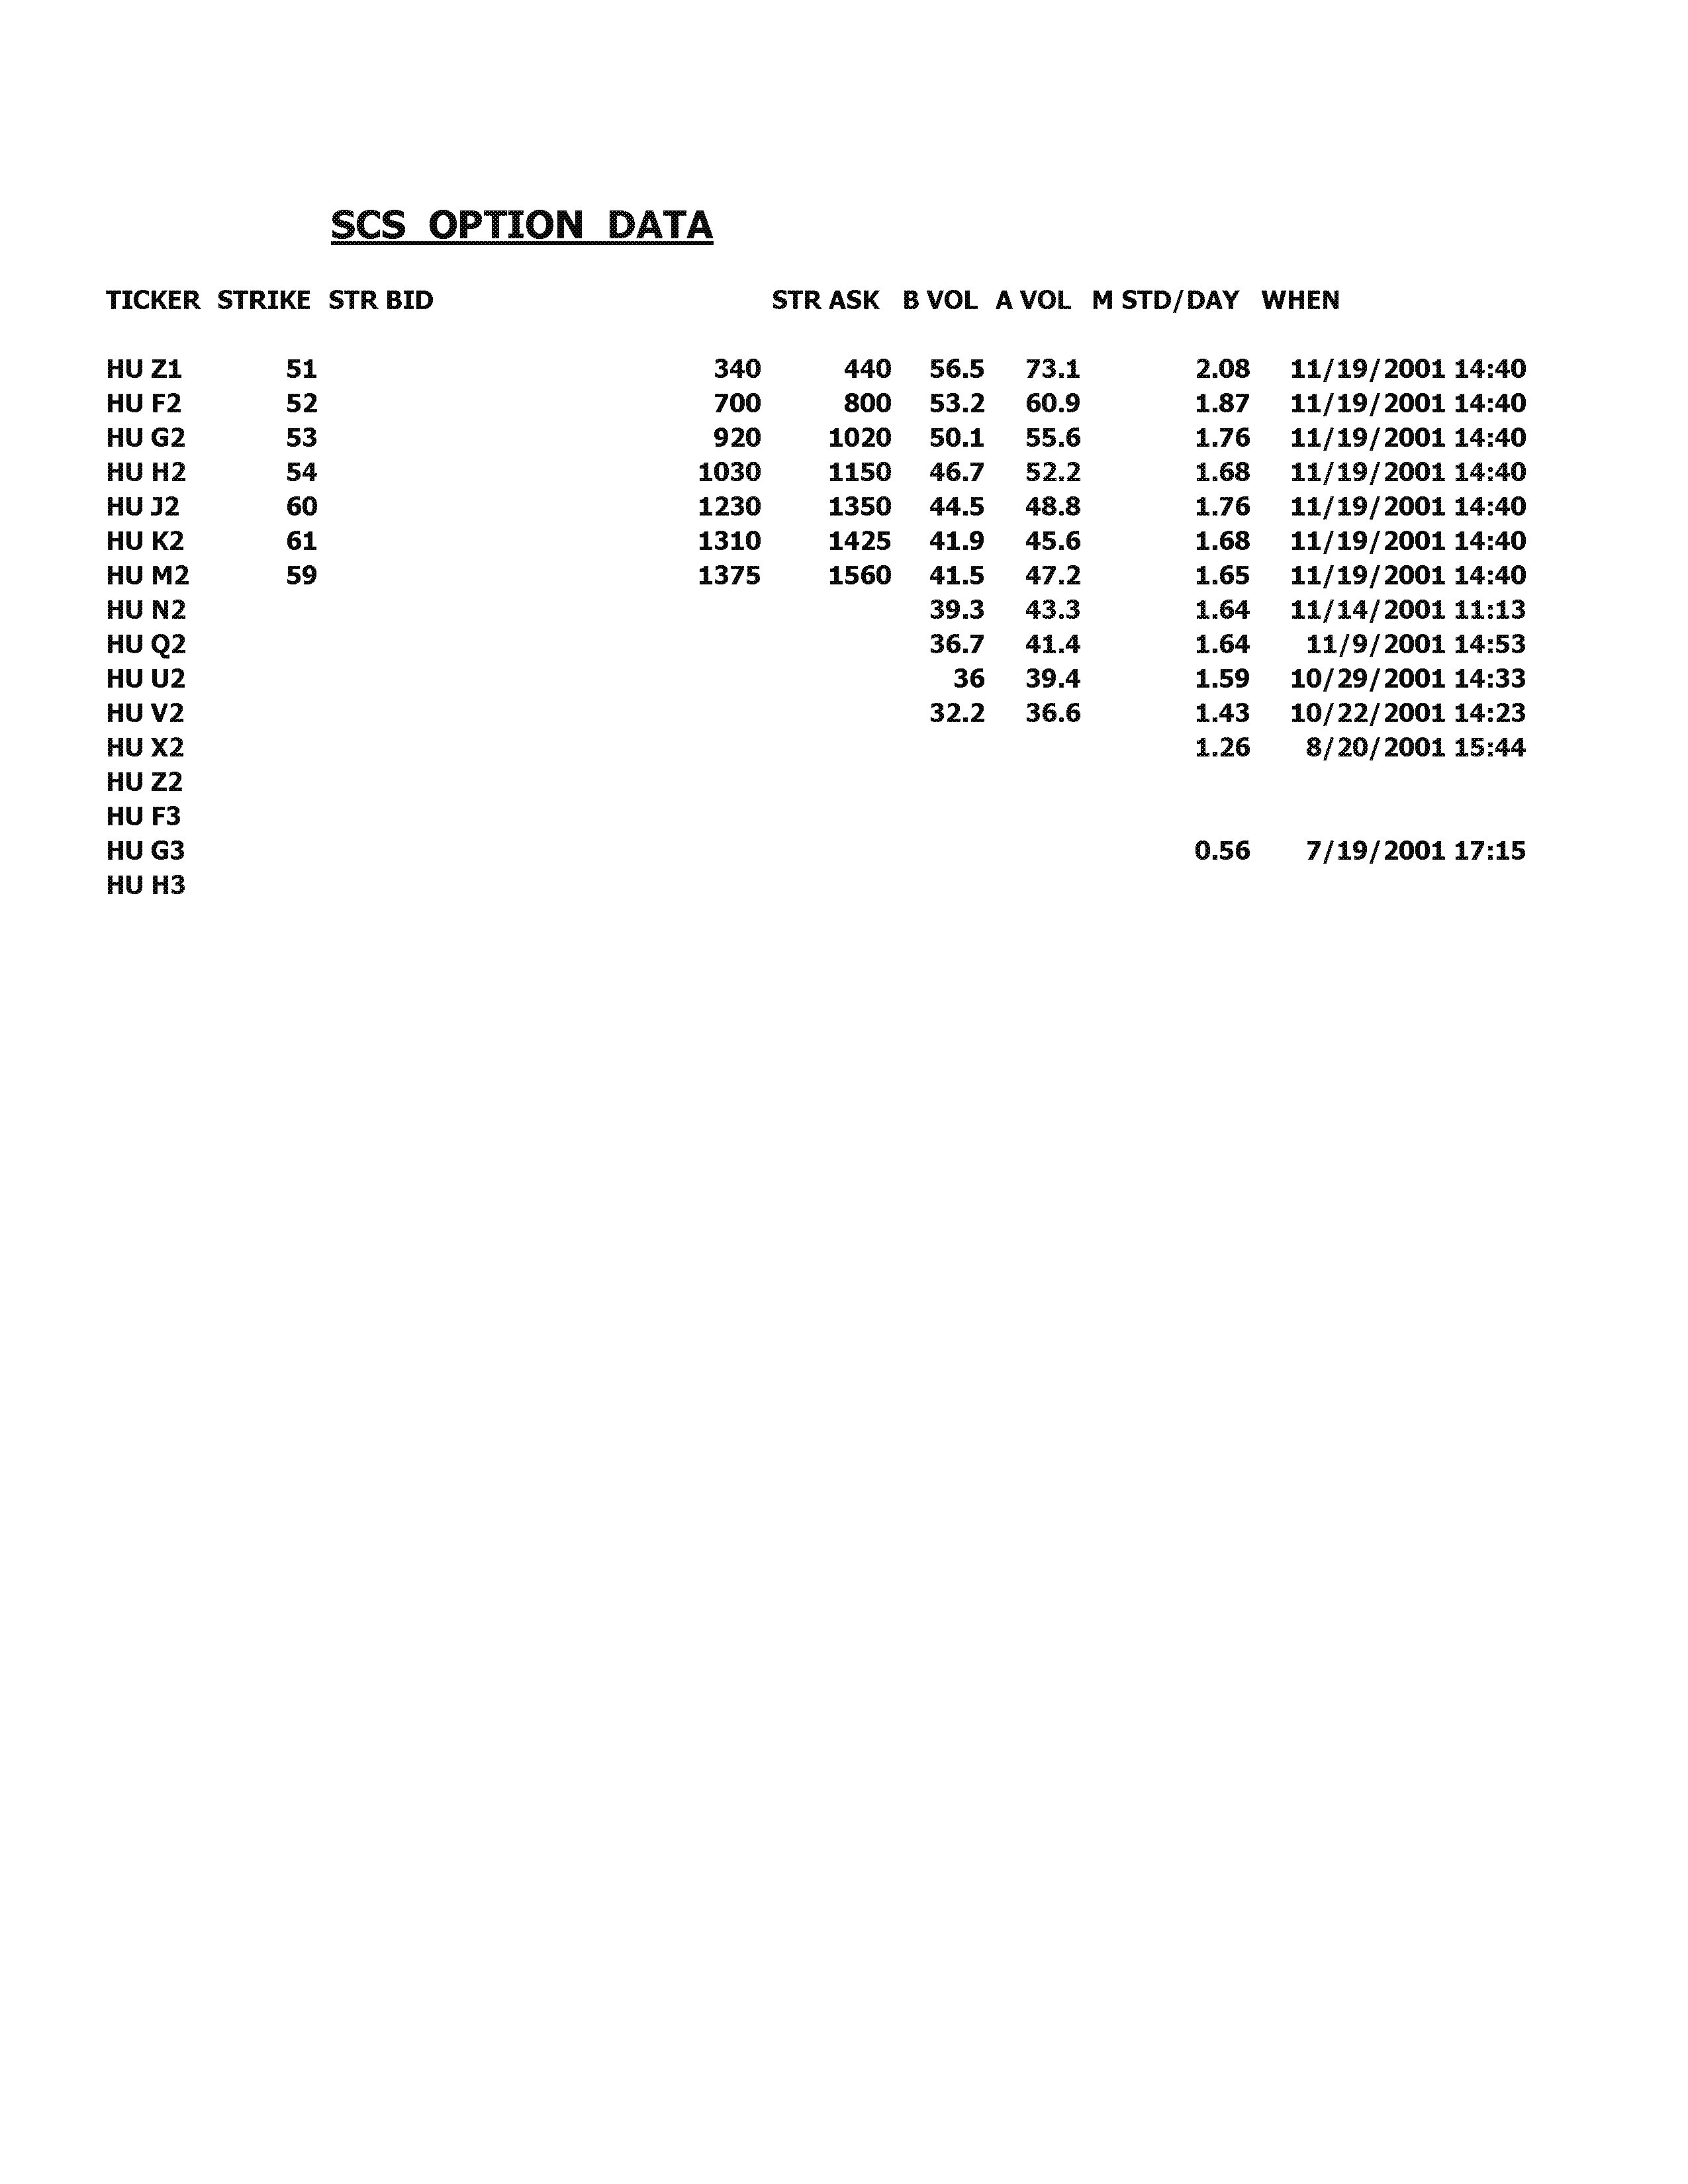 SCS OPTION DATA
TICKER STRIKE STR BID STR ASK B VOL A VOL M STD/DAY WHEN
HU Z1 51 340 440 56.5 73.1 2.08 11/19/2001 14:40
HU F2 52 700 800 53.2 60.9 1.87 11/19/2001 14:40
HU G2 53 920 1020 50.1 55.6 1.76 11/19/2001 14:40
HU H2 54 1030 1150 46.7 52.2 1.68 11/19/2001 14:40
HU J2 60 1230 1350 44.5 48.8 1.76 11/19/2001 14:40
HU K2 61 1310 1425 41.9 45.6 1.68 11/19/2001 14:40
HU M2 59 1375 1560 41.5 47.2 1.65 11/19/2001 14:40
HU N2 39.3 43.3 1.64 11/14/2001 11:13
HU Q2 36.7 41.4 1.64 11/9/2001 14:53
HU U2 36 39.4 1.59 10/29/2001 14:33
HU V2 32.2 36.6 1.43 10/22/2001 14:23
HU X2 1.26 8/20/2001 15:44
HU Z2
HU F3
HU G3 0.56 7/19/2001 17:15
HU H3